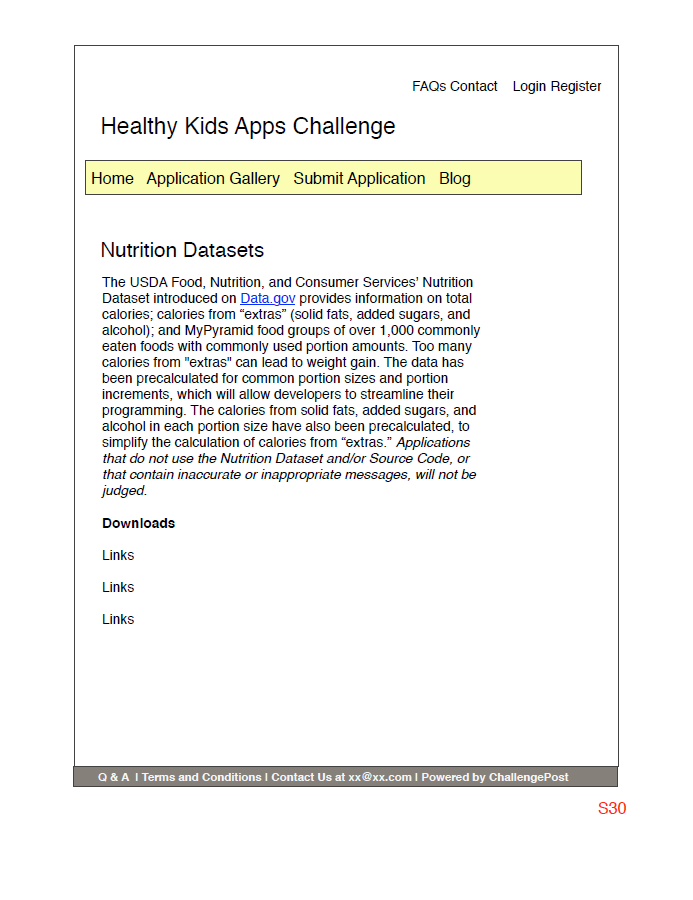 FAQs Contact Login Register
Healthy Kids Apps Challenge
Home Application Gallery Submit Application Blog
Nutrition Datasets
The USDA Food, Nutrition, and Consumer Services’ Nutrition
Dataset introduced on Data.gov provides information on total
calories; calories from “extras” (solid fats, added sugars, and
alcohol); and MyPyramid food groups of over 1,000 commonly
eaten foods with commonly used portion amounts. Too many
calories from "extras" can lead to weight gain. The data has
been precalculated for common portion sizes and portion
increments, which will allow developers to streamline their
programming. The calories from solid fats, added sugars, and
alcohol in each portion size have also been precalculated, to
simplify the calculation of calories from “extras.” Applications
that do not use the Nutrition Dataset and/or Source Code, or
that contain inaccurate or inappropriate messages, will not be
judged.
Downloads
Links
Links
Links
Q & A | Terms and Conditions | Contact Us at xx@xx.com | Powered by ChallengePost
S30